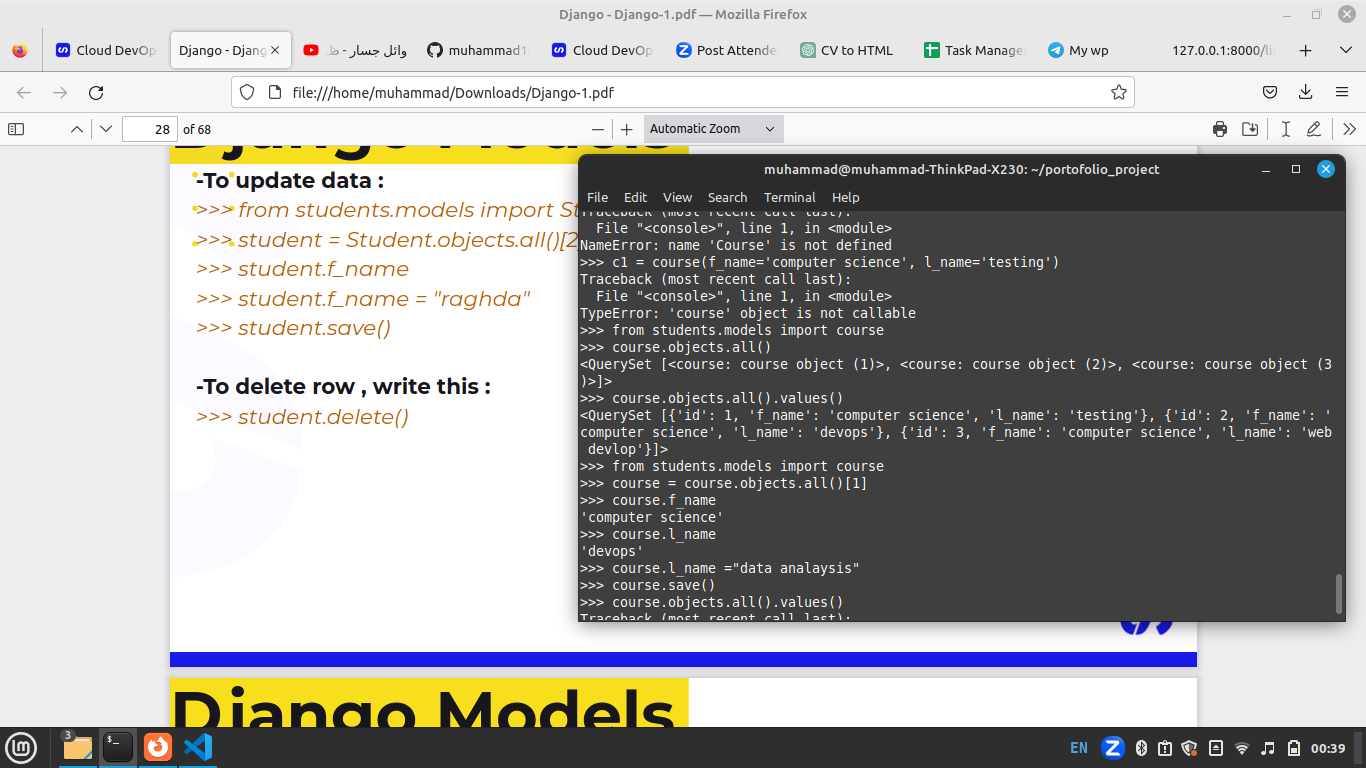 Django - Django-1.pdf — Mozilla Firefox
Cloud DevOp
Django - Djang
وائل جسار - ظ
muhammad1
Cloud DevOp
Post Attende
CV to HTML
Task Manager
My wp
127.0.0.1:8000/lis
file:///home/muhammad/Downloads/Django-1.pdf
28 of 68
Automatic Zoom
Django Models
-To update data :
>>> from students.models import St
>>> student = Student.objects.all()[2
>>> student.f_name
>>> student.f_name = "raghda"
>>> student.save()
-To delete row , write this :
>>> student.delete()
Django Models
muhammad@muhammad-ThinkPad-X230: ~/portofolio_project
File Edit View Search Terminal Help
Traceback (most recent call last):
File "<console>", line 1, in <module>
NameError: name 'Course' is not defined
>>> c1 = course(f_name='computer science', l_name='testing')
Traceback (most recent call last):
File "<console>", line 1, in <module>
TypeError: 'course' object is not callable
>>> from students.models import course
>>> course.objects.all()
<QuerySet [<course: course object (1)>, <course: course object (2)>, <course: course object (3
)>]>
>>> course.objects.all().values()
<QuerySet [{'id': 1, 'f_name': 'computer science', 'l_name': 'testing'}, {'id': 2, 'f_name': '
computer science', 'l_name': 'devops'}, {'id': 3, 'f_name': 'computer science', 'l_name': 'web
devlop'}]>
>>> from students.models import course
>>> course = course.objects.all()[1]
>>> course.f_name
'computer science'
>>> course.l_name
'devops'
>>> course.l_name ="data analaysis"
>>> course.save()
>>> course.objects.all().values()
Traceback (most recent call last):
3
EN
00:39